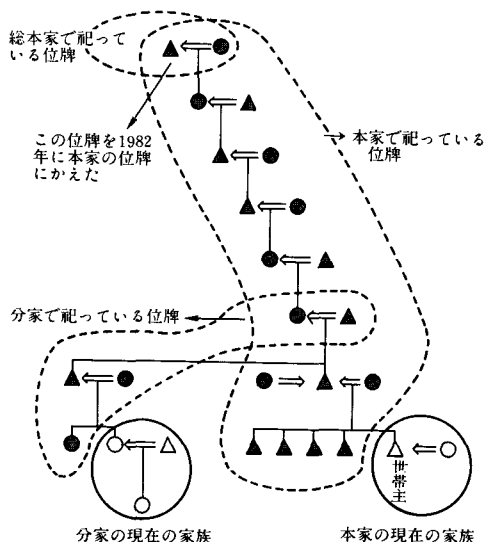 総本家で祀って
いる位牌
この位牌を1982
年に本家の位牌
にかえた
本家で祀っている
位牌
分家で祀っている位牌
世帯主
分家の現在の家族
本家の現在の家族